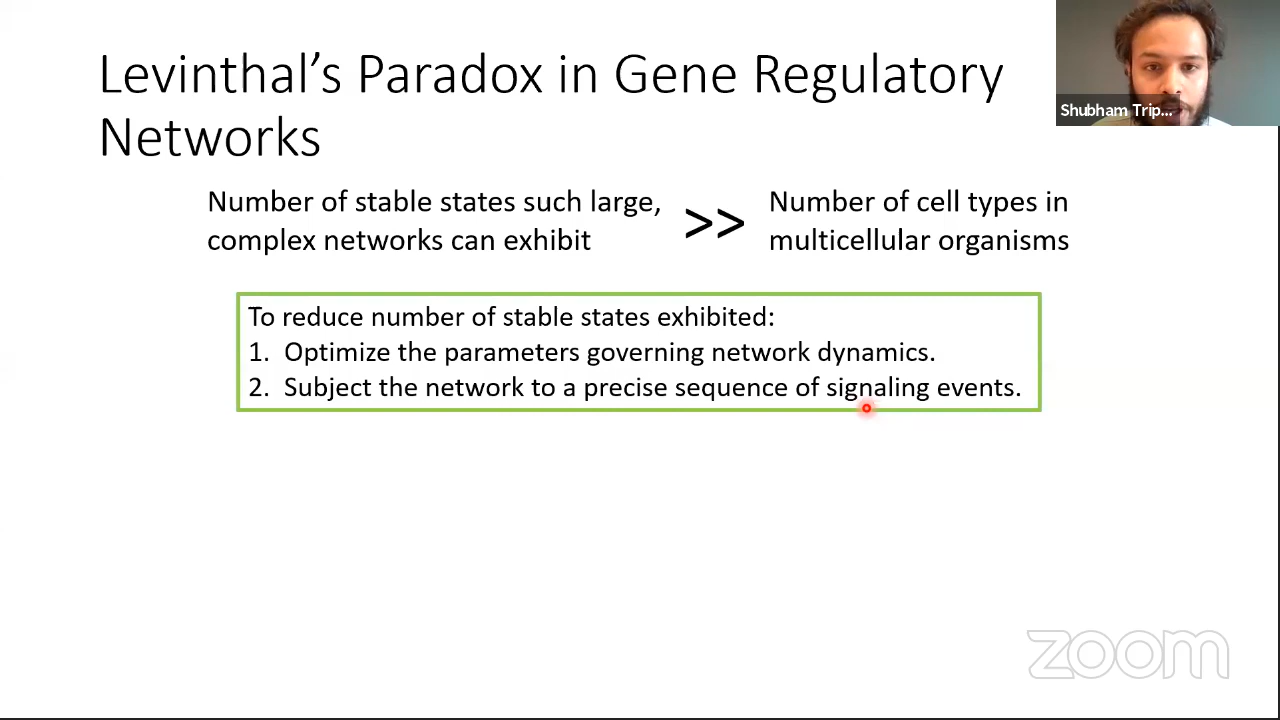 Levinthal’s Paradox in Gene Regulatory
Networks
Shubham Trip...
Number of stable states such large,
complex networks can exhibit
>>
Number of cell types in
multicellular organisms
To reduce number of stable states exhibited:
1. Optimize the parameters governing network dynamics.
2. Subject the network to a precise sequence of signaling events.
zoom